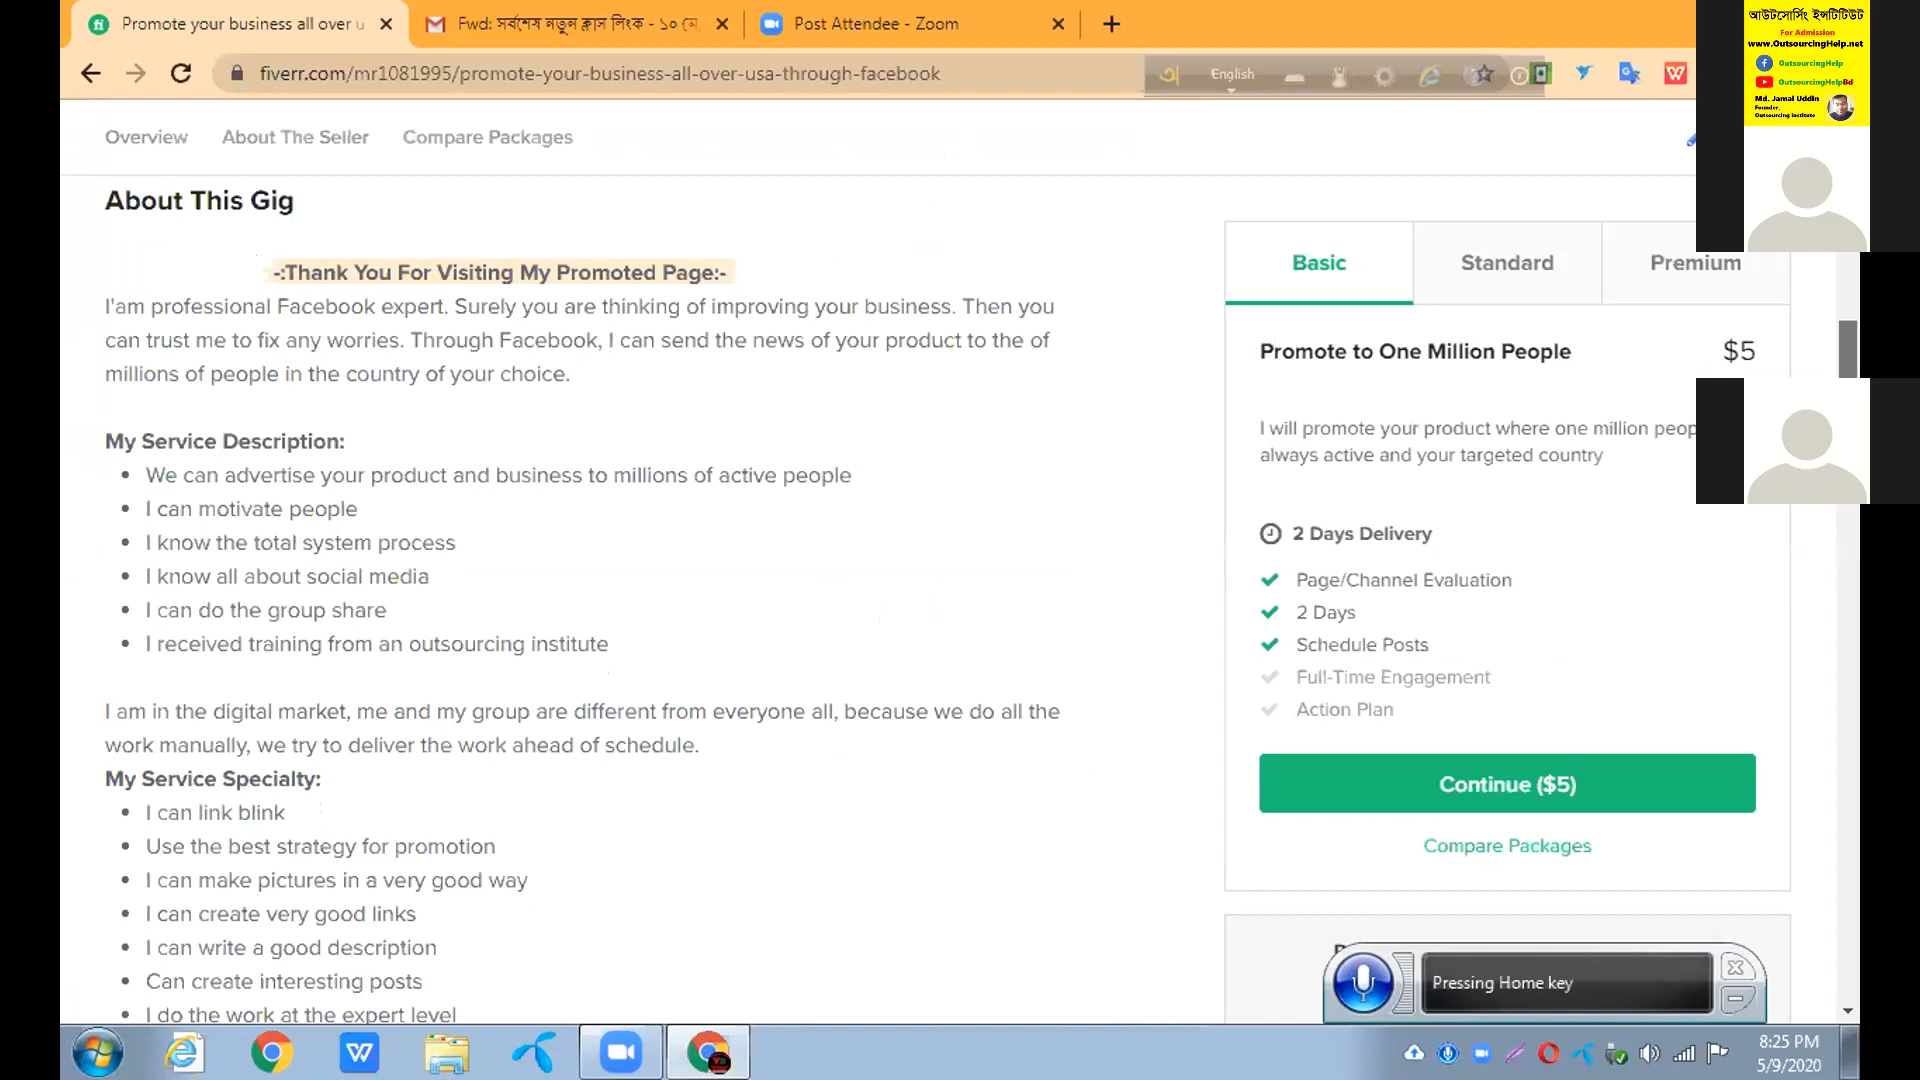 Promote your business all over u
Fwd: সর্বশেষ নতুন ক্লাস লিংক - ১০ মে
Post Attendee - Zoom
fiverr.com/mr1081995/promote-your-business-all-over-usa-through-facebook
English
আউটসোর্সিং ইন্সটিটিউট
For Admission
www.OutsourcingHelp.net
OutsourcingHelp
OutsourcingHelpBd
Md. Jamal Uddin
Founder,
Outsourcing Institute
Overview
About The Seller
Compare Packages
About This Gig
-:Thank You For Visiting My Promoted Page:-
I'am professional Facebook expert. Surely you are thinking of improving your business. Then you
can trust me to fix any worries. Through Facebook, I can send the news of your product to the of
millions of people in the country of your choice.
My Service Description:
• We can advertise your product and business to millions of active people
• I can motivate people
• I know the total system process
• I know all about social media
• I can do the group share
• I received training from an outsourcing institute
I am in the digital market, me and my group are different from everyone all, because we do all the
work manually, we try to deliver the work ahead of schedule.
My Service Specialty:
• I can link blink
• Use the best strategy for promotion
• I can make pictures in a very good way
• I can create very good links
• I can write a good description
• Can create interesting posts
• I do the work at the expert level
Basic
Standard
Premium
Promote to One Million People
$5
I will promote your product where one million peop
always active and your targeted country
2 Days Delivery
Page/Channel Evaluation
2 Days
Schedule Posts
Full-Time Engagement
Action Plan
Continue ($5)
Compare Packages
Pressing Home key
8:25 PM
5/9/2020